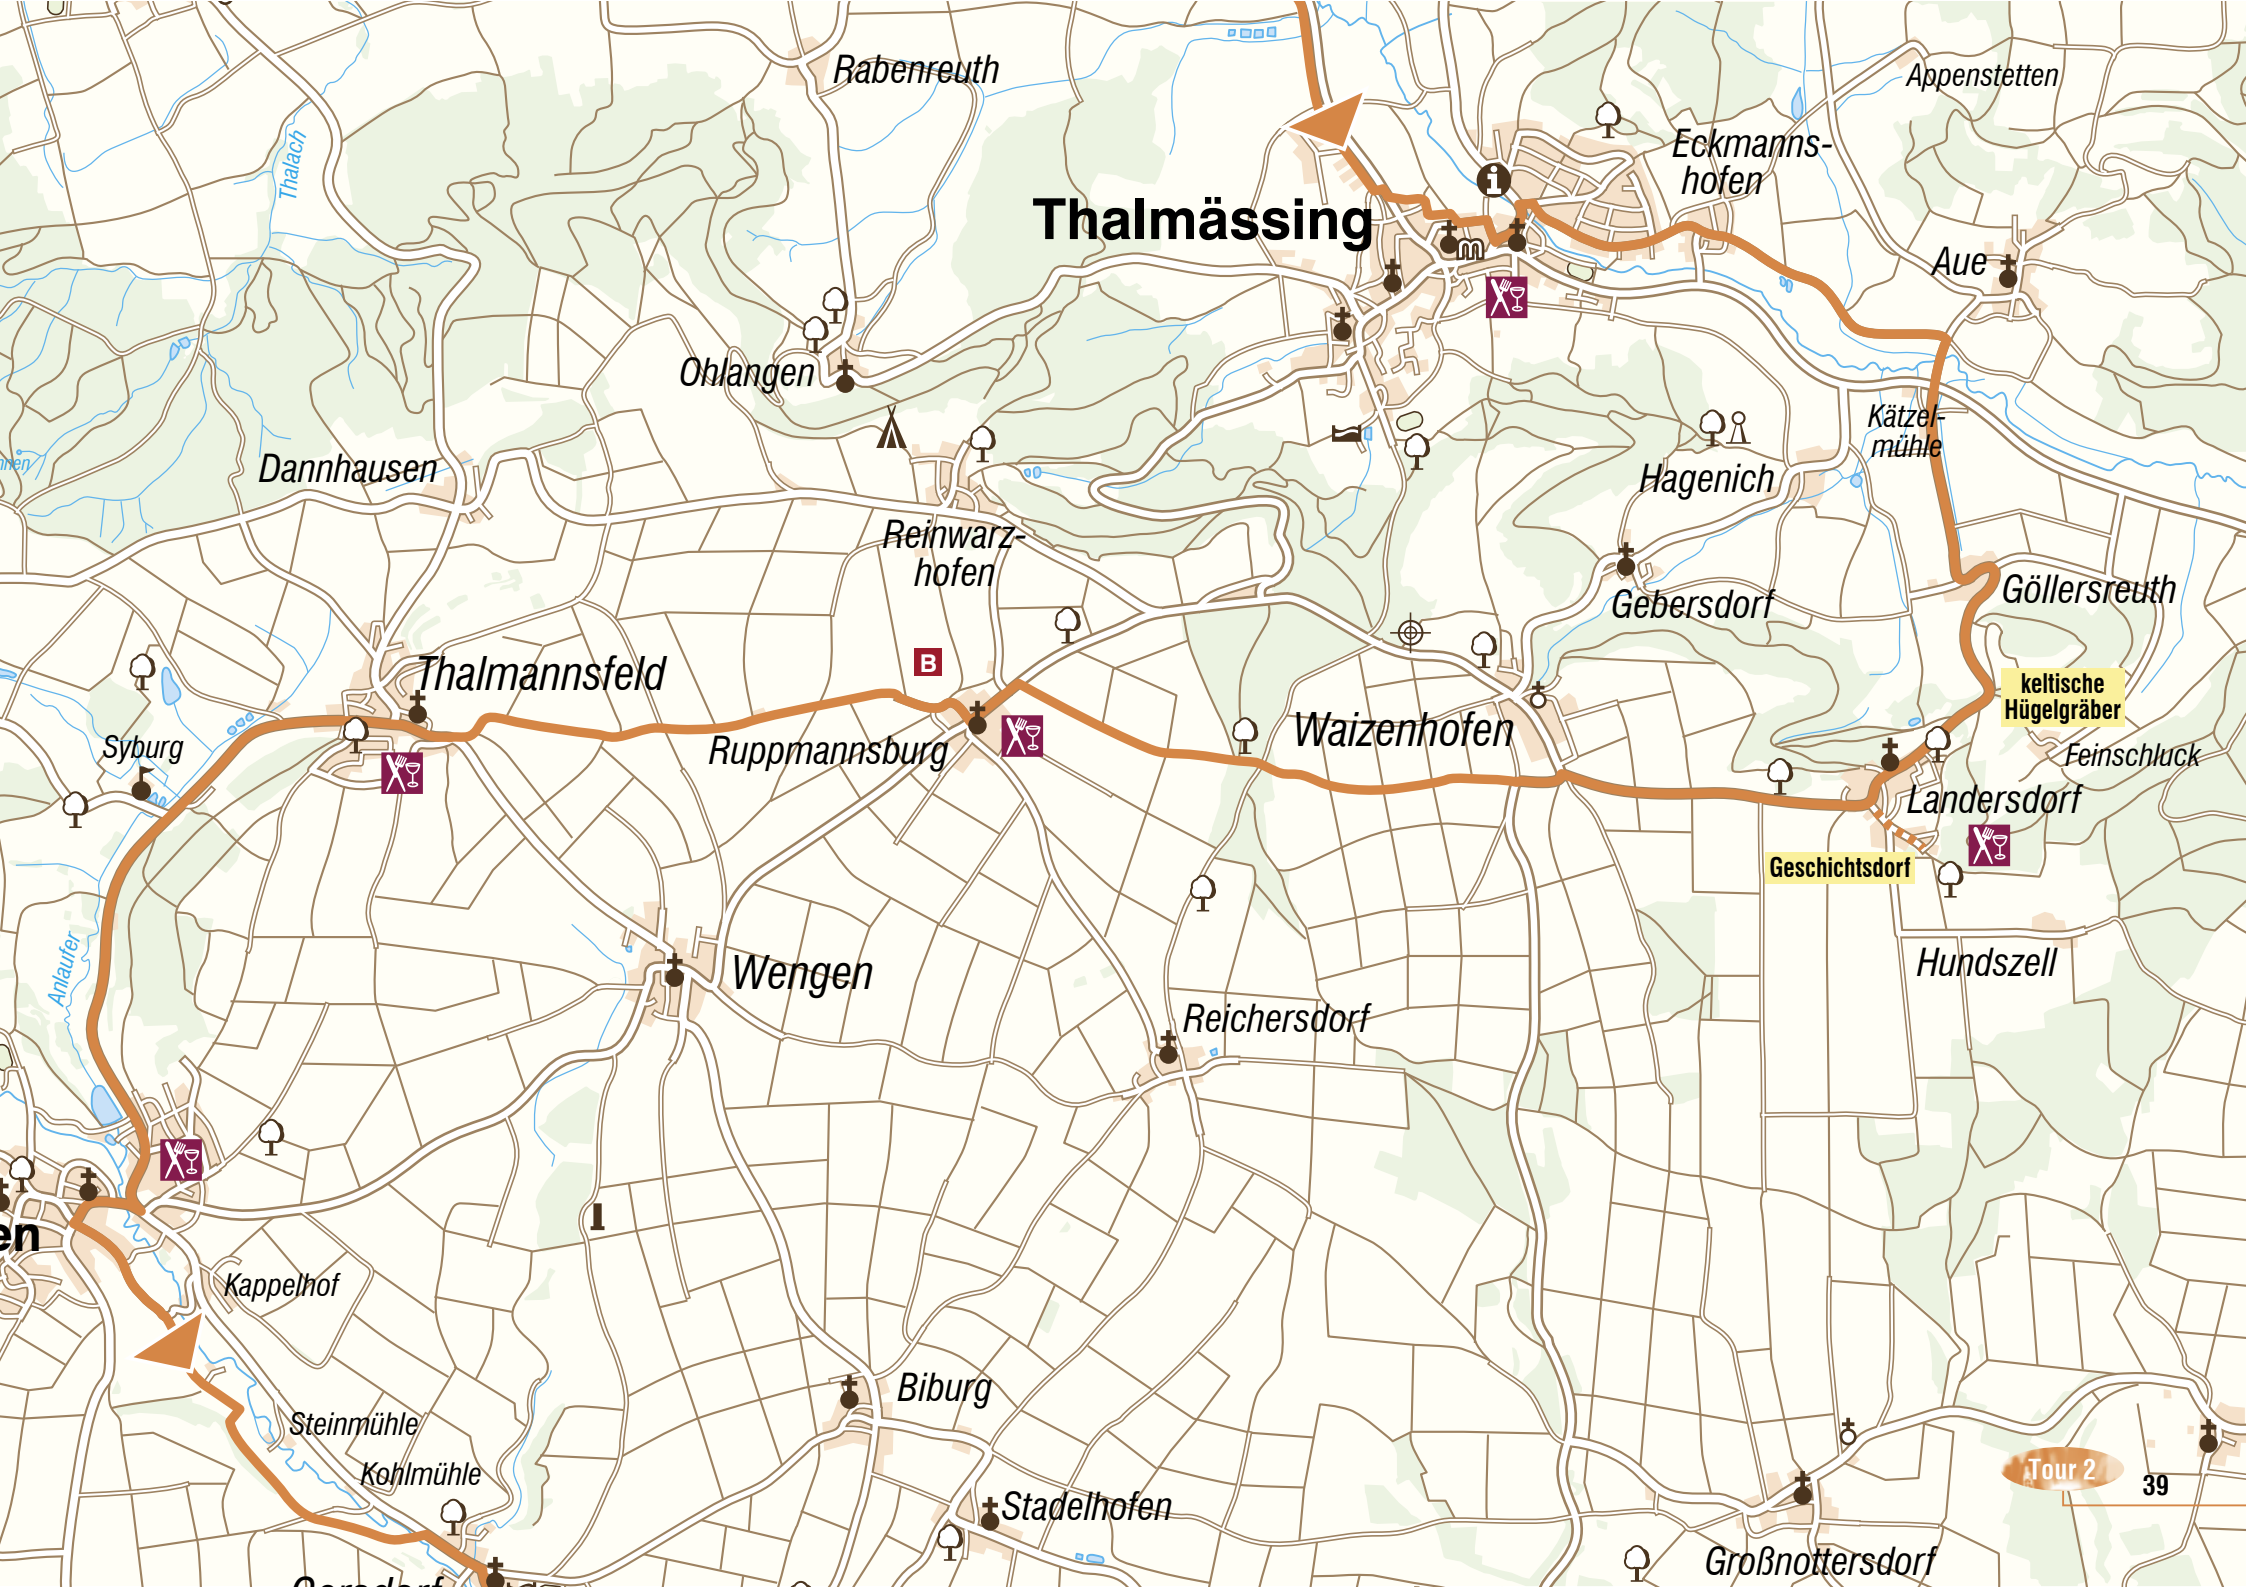 Rabenreuth
Appenstetten
Thalach
Eckmanns-
hofen
Thalmässing
Aue
Ohlangen
Kätzel-
mühle
Dannhausen
Hagenich
Reinwarz-
hofen
Göllersreuth
Gebersdorf
B
Thalmannsfeld
keltische
Hügelgräber
Waizenhofen
Syburg
Ruppmannsburg
Feinschluck
Landersdorf
Geschichtsdorf
Anlaufer
Wengen
Hundszell
Reichersdorf
en
Kappelhof
Biburg
Steinmühle
Kohlmühle
Tour 2
39
Stadelhofen
Großnottersdorf